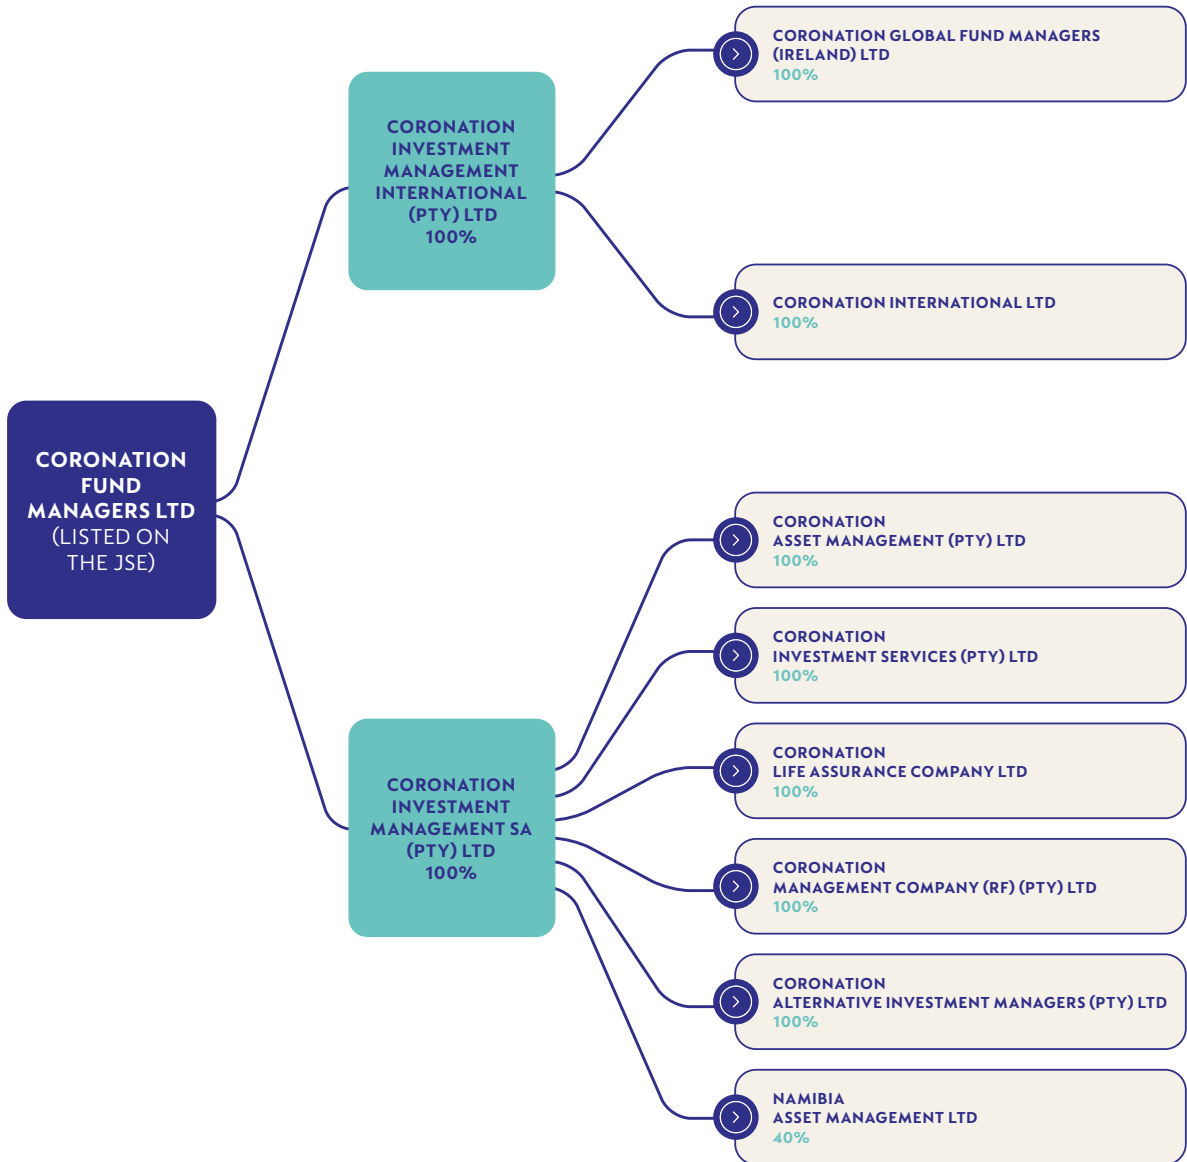 CORONATION
FUND
MANAGERS LTD
(LISTED ON
THE JSE)
CORONATION
INVESTMENT
MANAGEMENT
INTERNATIONAL
(PTY) LTD
100%
CORONATION GLOBAL FUND MANAGERS
(IRELAND) LTD
100%
CORONATION INTERNATIONAL LTD
100%
CORONATION
INVESTMENT
MANAGEMENT SA
(PTY) LTD
100%
CORONATION
ASSET MANAGEMENT (PTY) LTD
100%
CORONATION
INVESTMENT SERVICES (PTY) LTD
100%
CORONATION
LIFE ASSURANCE COMPANY LTD
100%
CORONATION
MANAGEMENT COMPANY (RF) (PTY) LTD
100%
CORONATION
ALTERNATIVE INVESTMENT MANAGERS (PTY) LTD
100%
NAMIBIA
ASSET MANAGEMENT LTD
40%